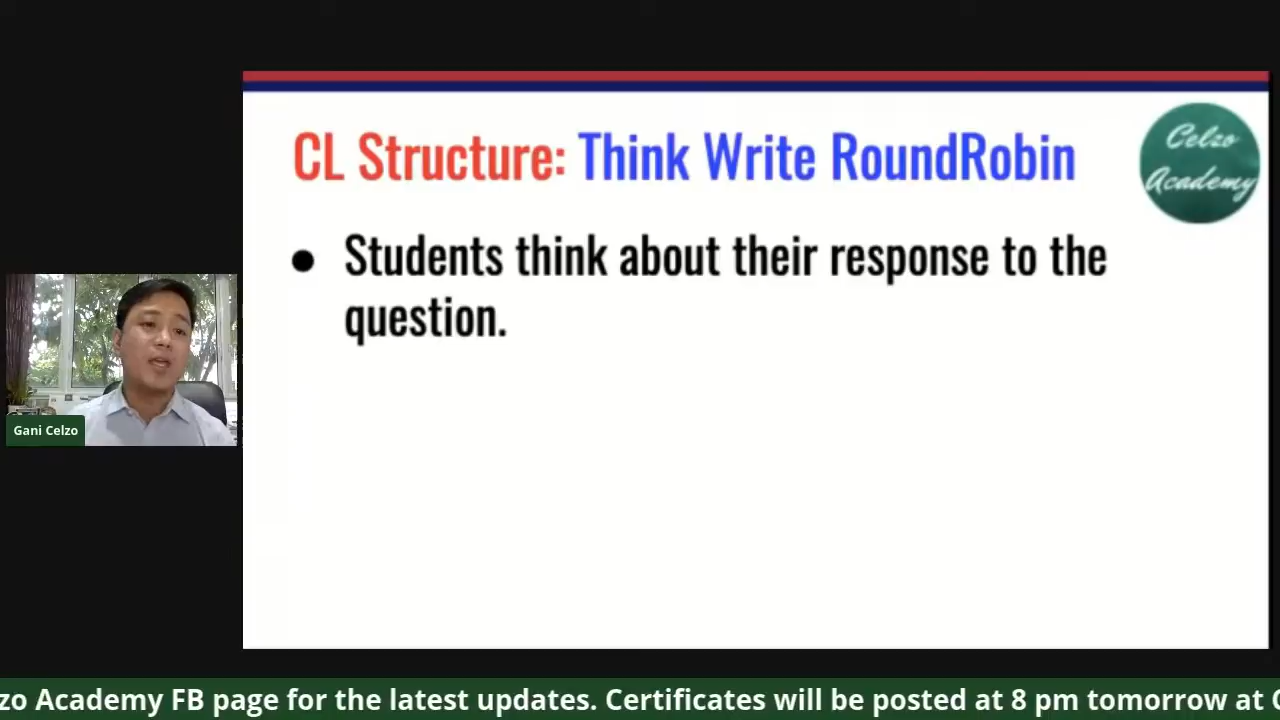 CL Structure: Think Write RoundRobin
Celzo
Academy
● Students think about their response to the
question.
Gani Celzo
zo Academy FB page for the latest updates. Certificates will be posted at 8 pm tomorrow at C